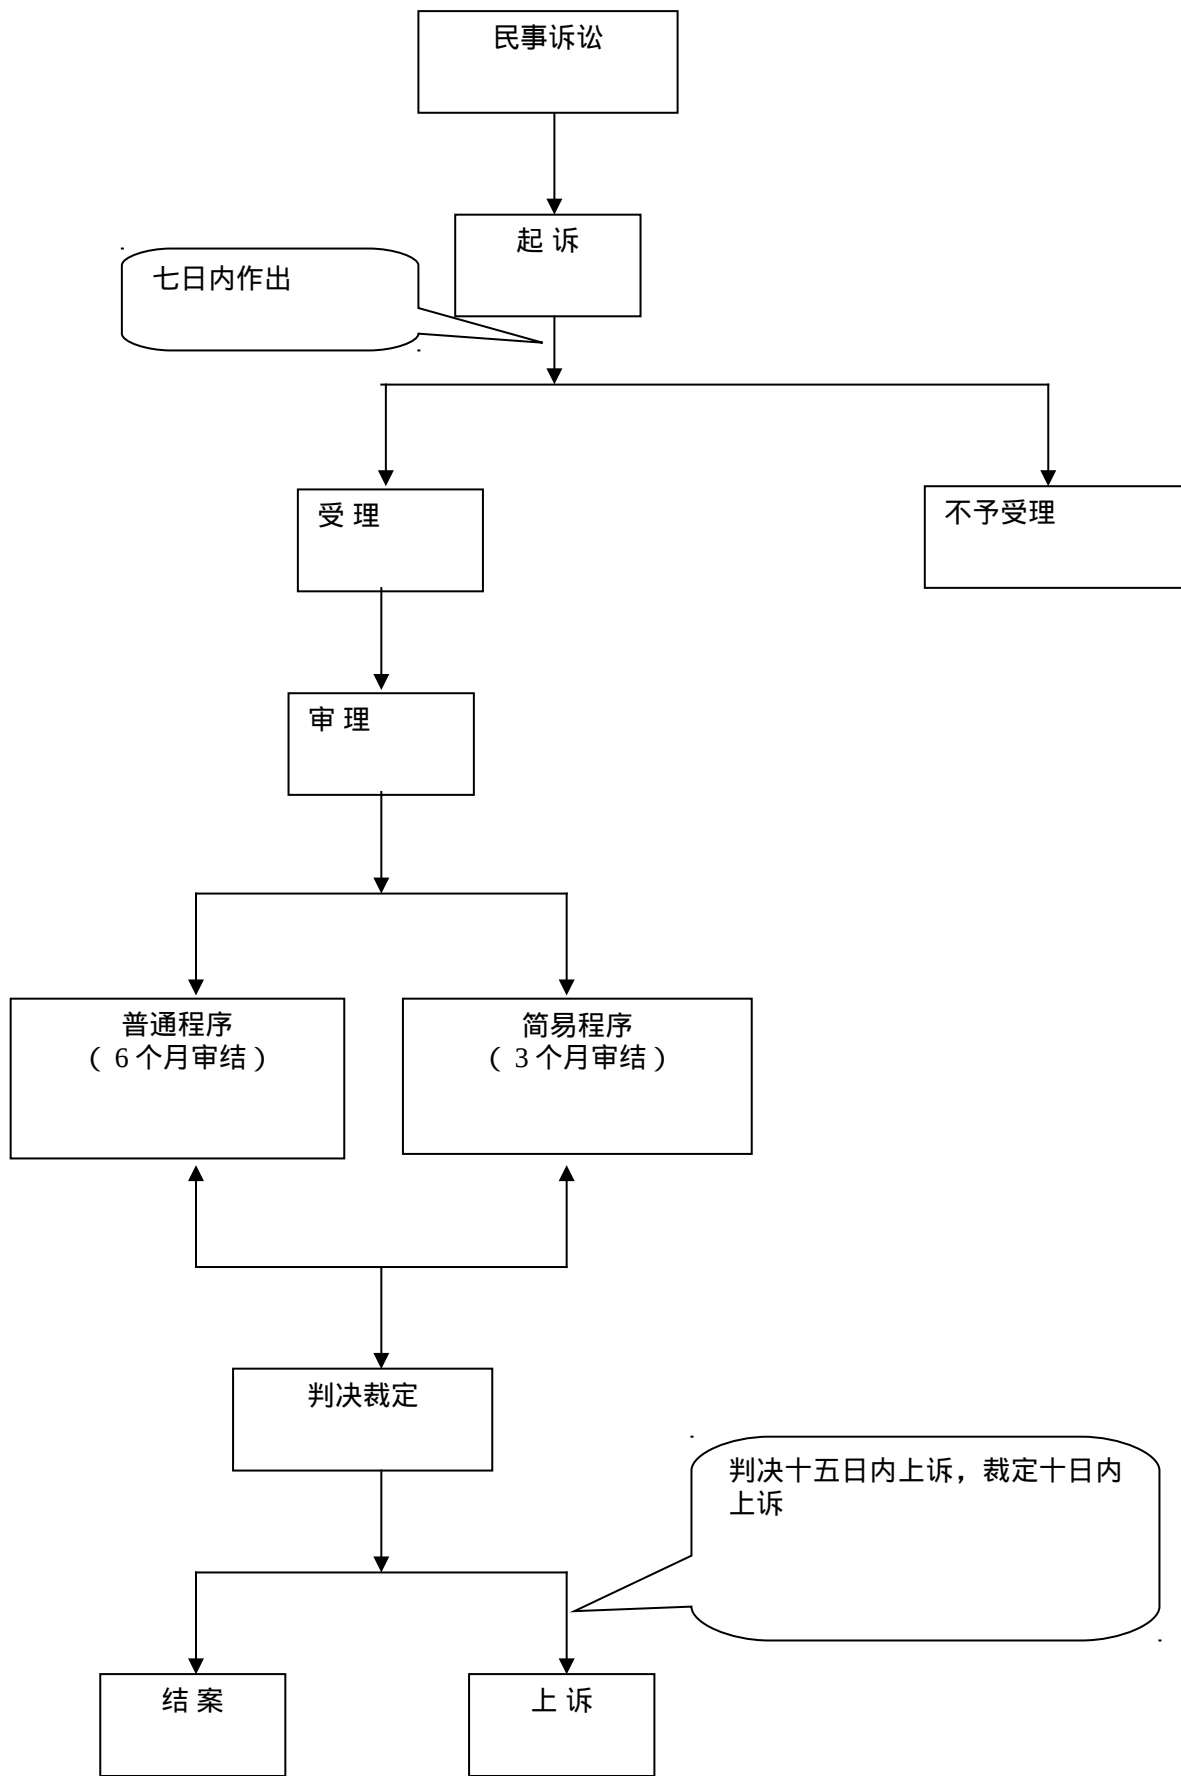 民事诉讼
起 诉
七日内作出
受 理
不予受理
审 理
普通程序
（ 6 个月审结 ）
简易程序
（ 3 个月审结 ）
判决裁定
判决十五日内上诉，裁定十日内
上诉
结 案
上 诉